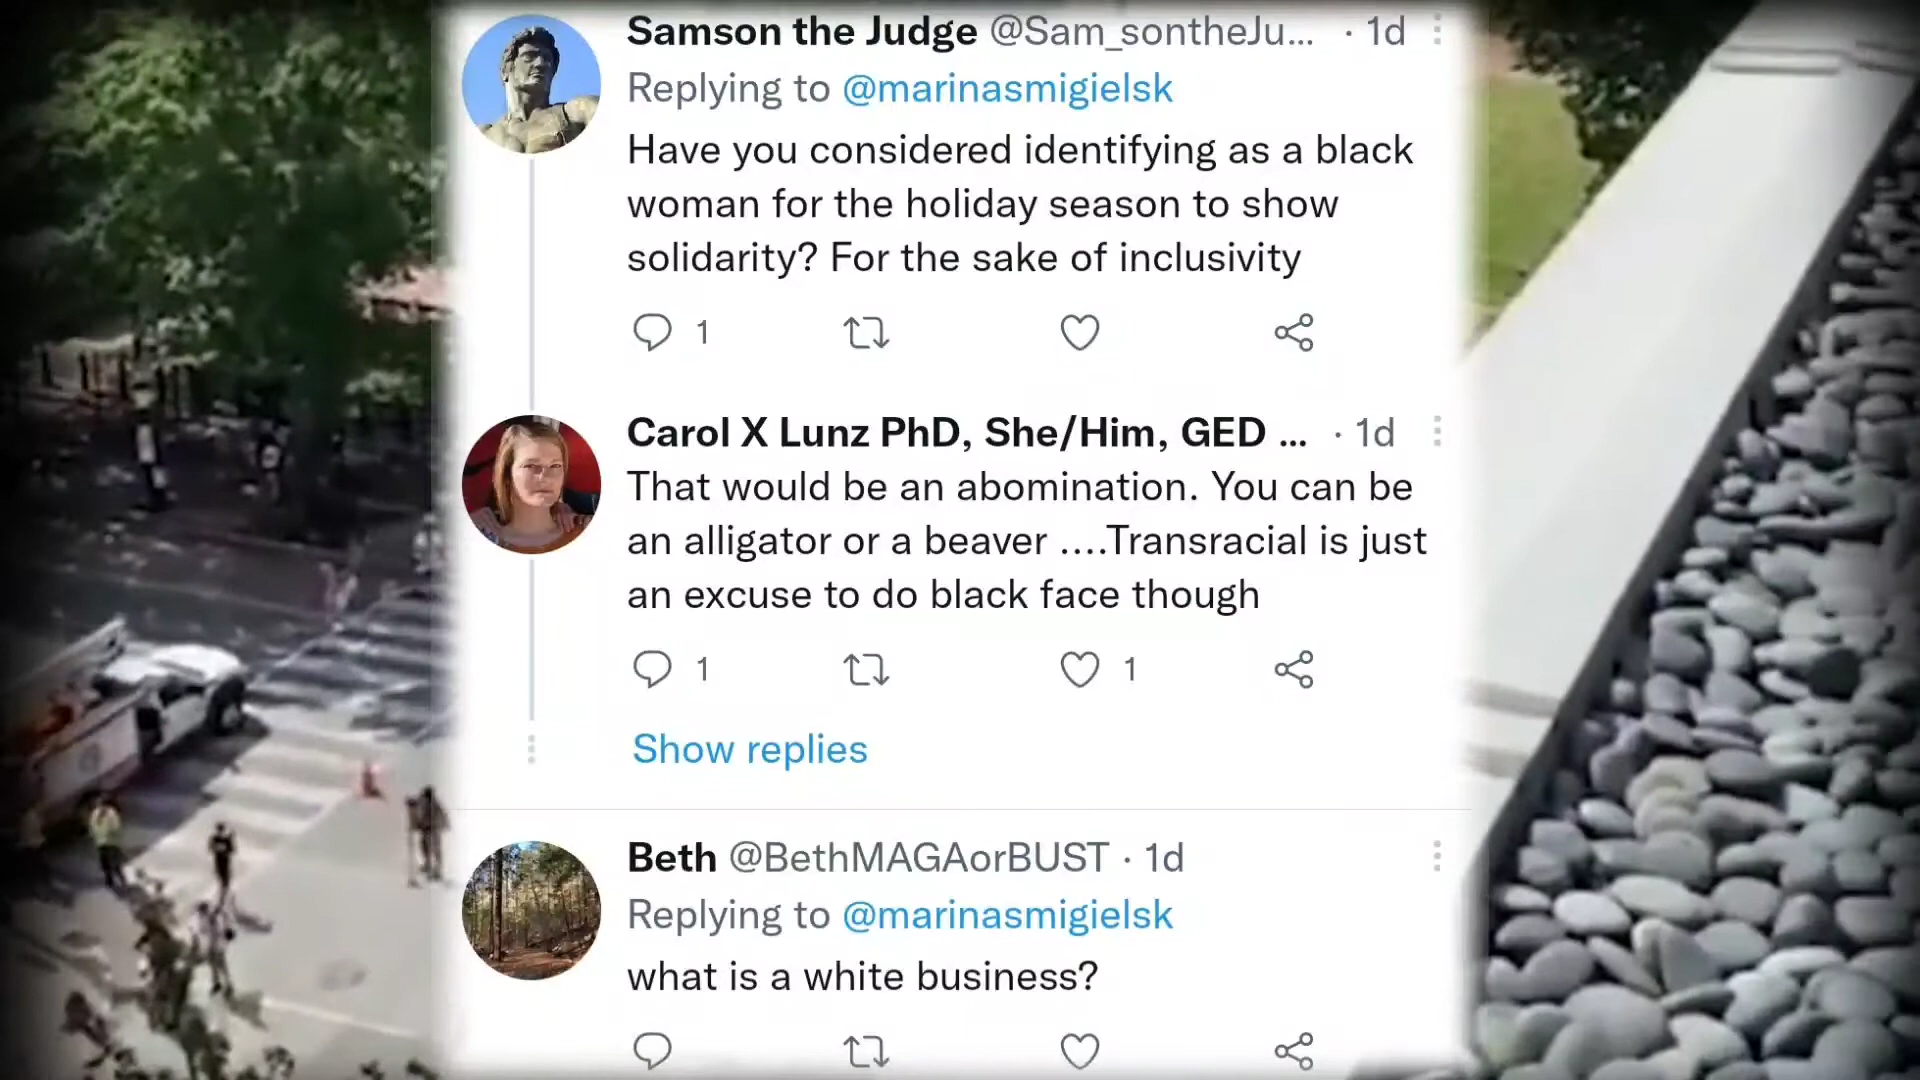 Samson the Judge @Sam_sontheJu... · 1d
Replying to @marinasmigielsk
Have you considered identifying as a black
woman for the holiday season to show
solidarity? For the sake of inclusivity
1
Carol X Lunz PhD, She/Him, GED ... · 1d
That would be an abomination. You can be
an alligator or a beaver ....Transracial is just
an excuse to do black face though
1 1
Show replies
Beth @BethMAGAorBUST · 1d
Replying to @marinasmigielsk
what is a white business?